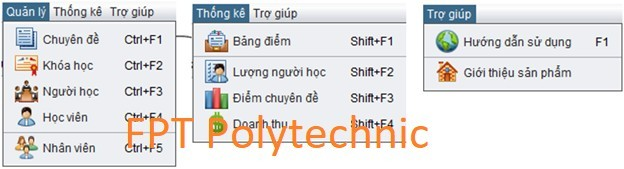 Quản lý Thống kê Trợ giúp
Chuyên đề Ctrl+F1
Khóa học Ctrl+F2
Người học Ctrl+F3
Học viên Ctrl+F4
Nhân viên Ctrl+F5
Thống kê Trợ giúp
Bảng điểm Shift+F1
Lượng người học Shift+F2
Điểm chuyên đề Shift+F3
Doanh thu Shift+F4
Trợ giúp
Hướng dẫn sử dụng F1
Giới thiệu sản phẩm
FPT Polytechnic